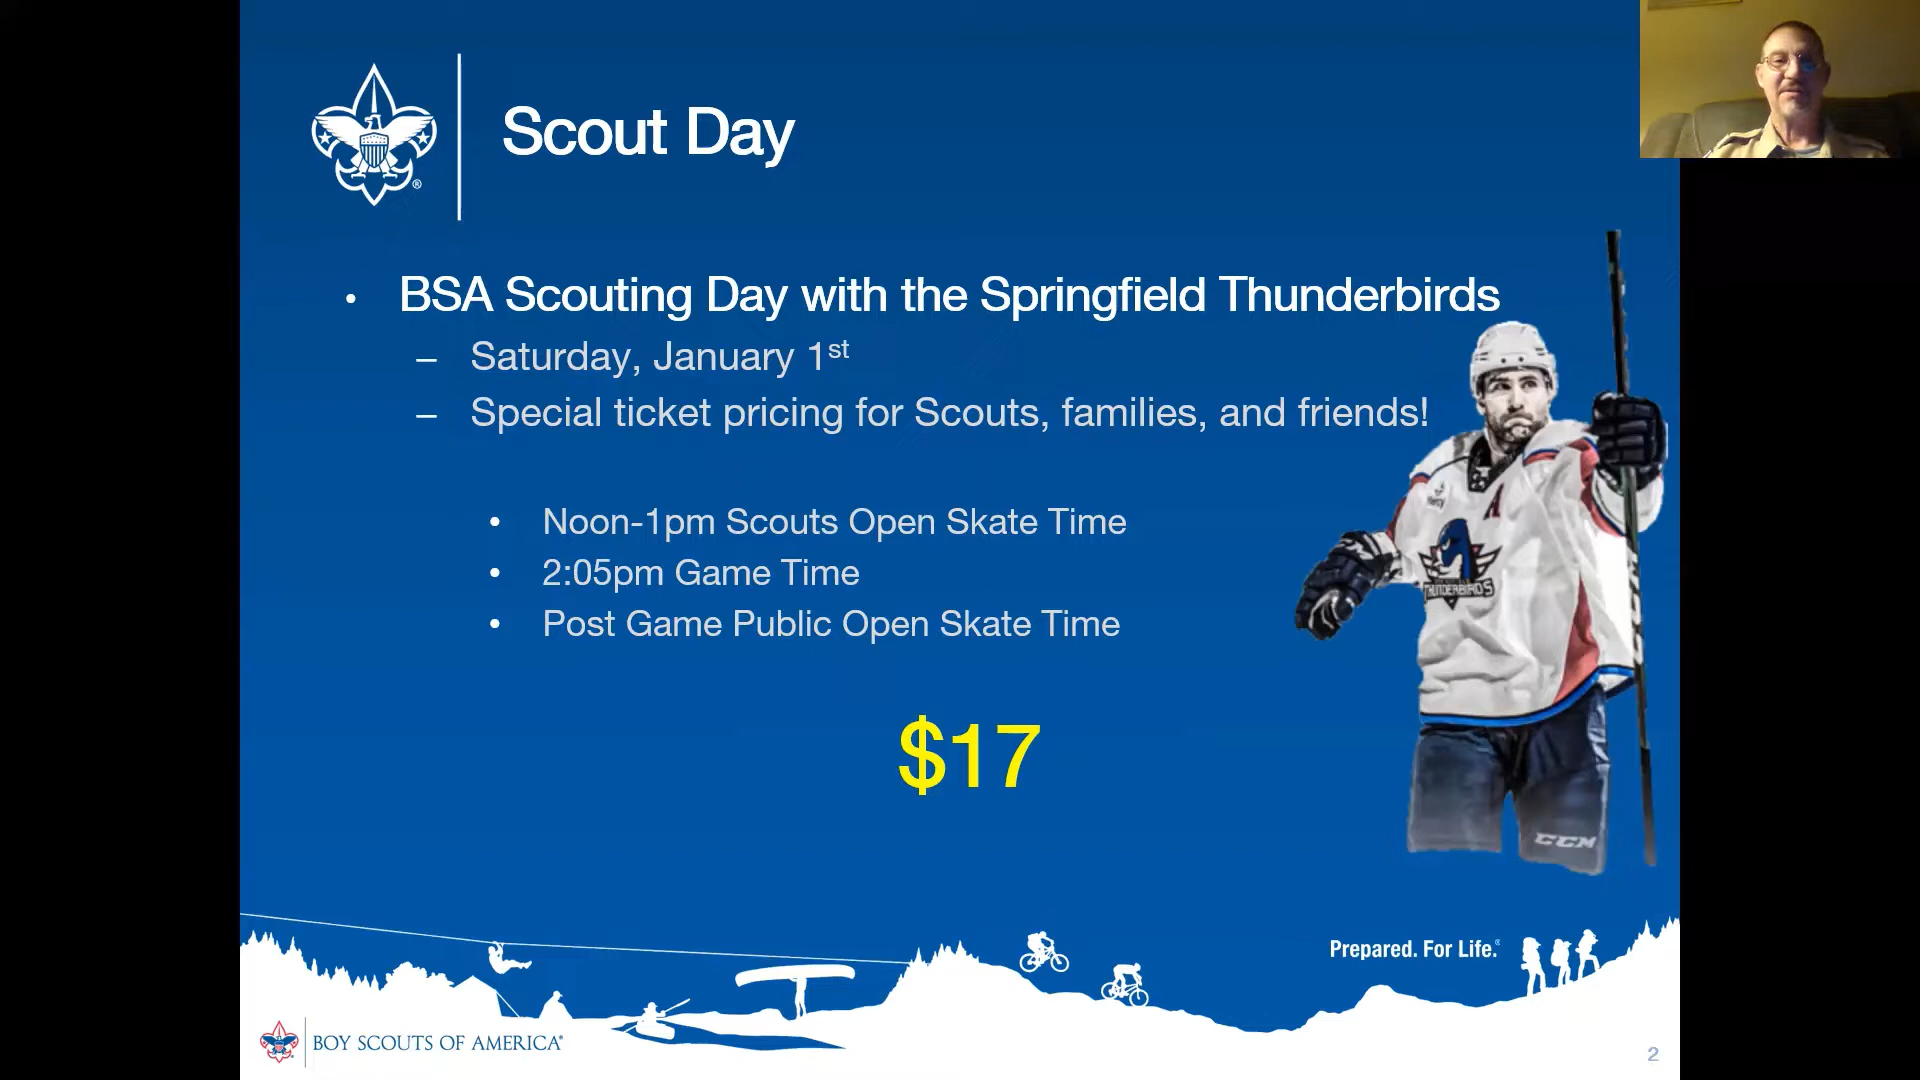 Scout Day
• BSA Scouting Day with the Springfield Thunderbirds
– Saturday, January 1st
– Special ticket pricing for Scouts, families, and friends!
• Noon-1pm Scouts Open Skate Time
• 2:05pm Game Time
• Post Game Public Open Skate Time
$17
A
THUNDERBIRDS
CCM
Prepared. For Life.®
BOY SCOUTS OF AMERICA®
2